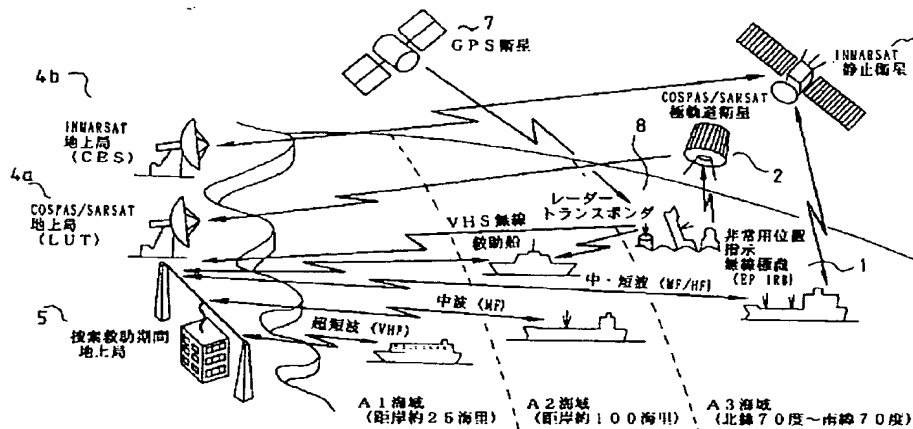 7
GPS衛星
INMARSAT
静止衛星
4b
COSPAS/SARSAT
極軌道衛星
INMARSAT
地上局
(CES)
8
2
4a
レーダー
トランスポンダ
COSPAS/SARSAT
地上局
(LUT)
VHS無線
救助船
非常用位置
指示
無線標識
(EPIRB)
1
中・短波(MF/HF)
中波(MF)
5
捜索救助期間
地上局
超短波(VHF)
A1海域
(距岸約25海里)
A2海域
(距岸約100海里)
A3海域
(北緯70度～南緯70度)